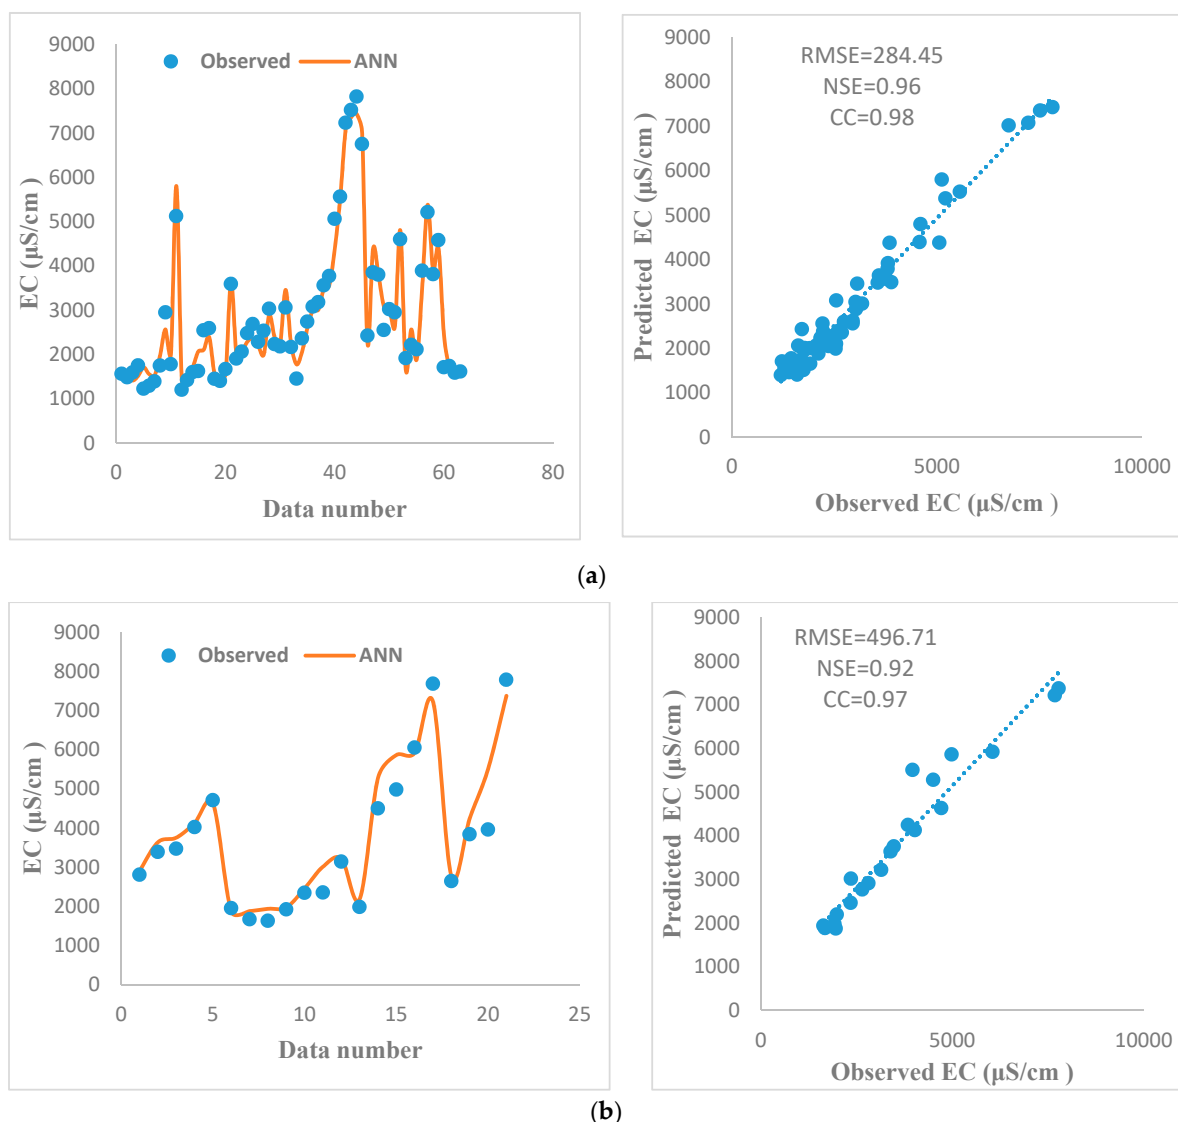 9000
8000
7000
6000
5000
4000
3000
2000
1000
0
EC (µS/cm )
Observed
ANN
0
20
40
60
80
Data number
9000
8000
7000
6000
5000
4000
3000
2000
1000
0
Predicted EC (µS/cm )
RMSE=284.45
NSE=0.96
CC=0.98
0
5000
10000
Observed EC (µS/cm )
(a)
9000
8000
7000
6000
5000
4000
3000
2000
1000
0
EC (µS/cm )
Observed
ANN
0
5
10
15
20
25
Data number
9000
8000
7000
6000
5000
4000
3000
2000
1000
0
Predicted EC (µS/cm )
RMSE=496.71
NSE=0.92
CC=0.97
0
5000
10000
Observed EC (µS/cm )
(b)